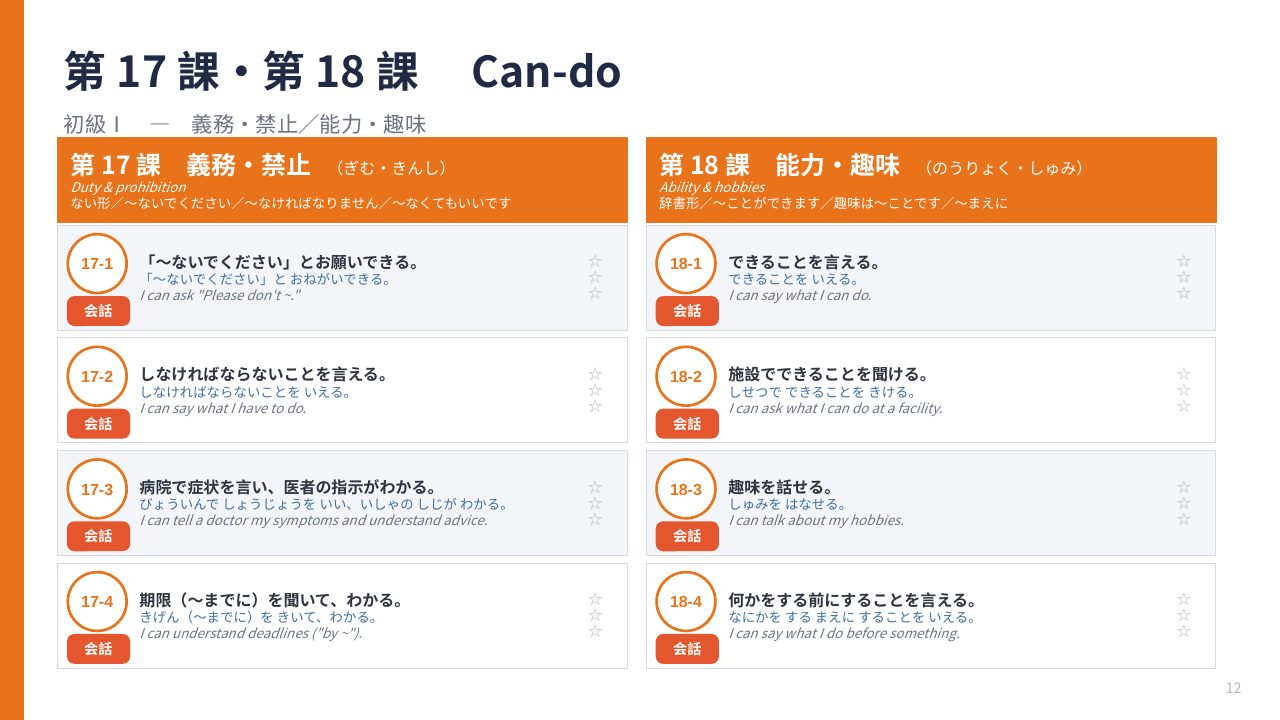 第 17 課・第 18 課　Can-do
初級Ⅰ　―　義務・禁止／能力・趣味
第 17 課　義務・禁止　（ぎむ・きんし）
Duty & prohibition
ない形／～ないでください／～なければなりません／～なくてもいいです
17-1
会話
「～ないでください」とお願いできる。
「～ないでください」と おねがいできる。
I can ask "Please don't ~."
☆
☆
☆
17-2
会話
しなければならないことを言える。
しなければならないことを いえる。
I can say what I have to do.
☆
☆
☆
17-3
会話
病院で症状を言い、医者の指示がわかる。
びょういんで しょうじょうを いい、いしゃの しじが わかる。
I can tell a doctor my symptoms and understand advice.
☆
☆
☆
17-4
会話
期限（～までに）を聞いて、わかる。
きげん（～までに）を きいて、わかる。
I can understand deadlines ("by ~").
☆
☆
☆
第 18 課　能力・趣味　（のうりょく・しゅみ）
Ability & hobbies
辞書形／～ことができます／趣味は～ことです／～まえに
18-1
会話
できることを言える。
できることを いえる。
I can say what I can do.
☆
☆
☆
18-2
会話
施設でできることを聞ける。
しせつで できることを きける。
I can ask what I can do at a facility.
☆
☆
☆
18-3
会話
趣味を話せる。
しゅみを はなせる。
I can talk about my hobbies.
☆
☆
☆
18-4
会話
何かをする前にすることを言える。
なにかを する まえに することを いえる。
I can say what I do before something.
☆
☆
☆
12